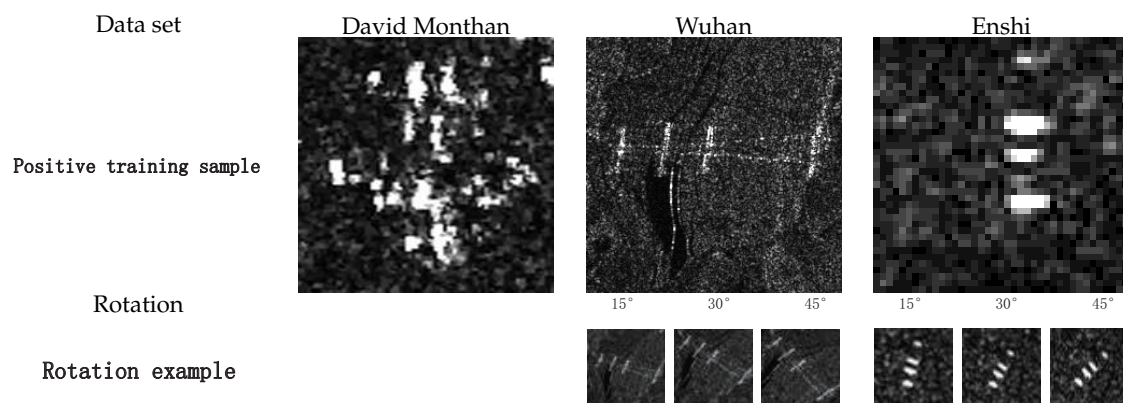 Data set David Monthan Wuhan Enshi
Positive training sample
Rotation 15° 30° 45° 15° 30° 45°
Rotation example